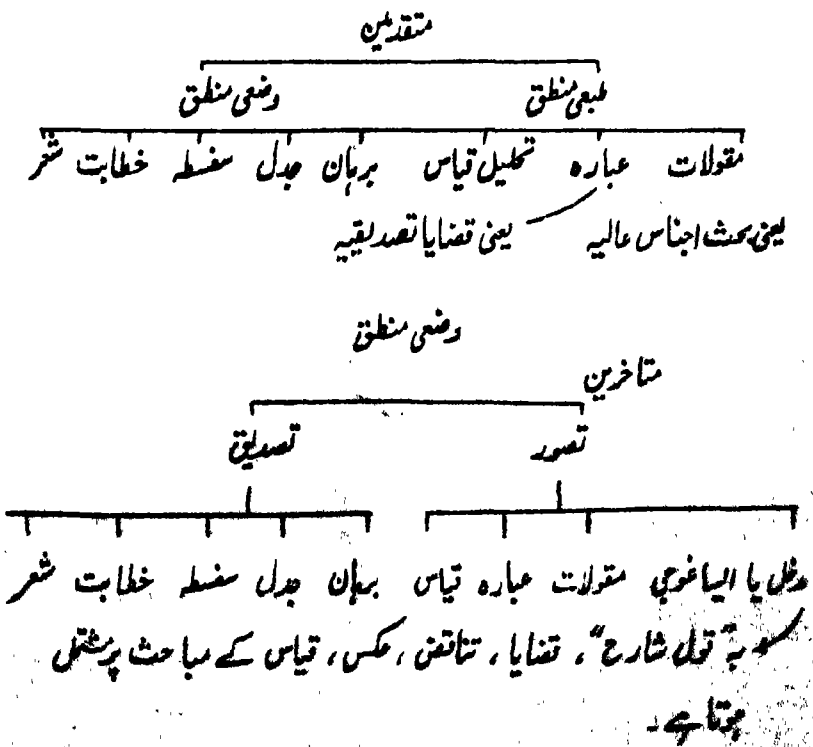 متقدمین
طبعی منطق وضعی منطق
مقولات عبارہ تحلیل قیاس برہان جدل سفسطہ خطابت شعر
یعنی بحث اجناس عالیہ یعنی قضایا تصدیقیہ
وضعی منطق
متاخرین
تصور تصدیق
مدخل یا ایساغوجی مقولات عبارہ قیاس برہان جدل سفسطہ خطابت شعر
یہ "قول شارح"، قضایا، تناقض، عکس، قیاس کے مباحث پر مشتمل
ہوتا ہے۔